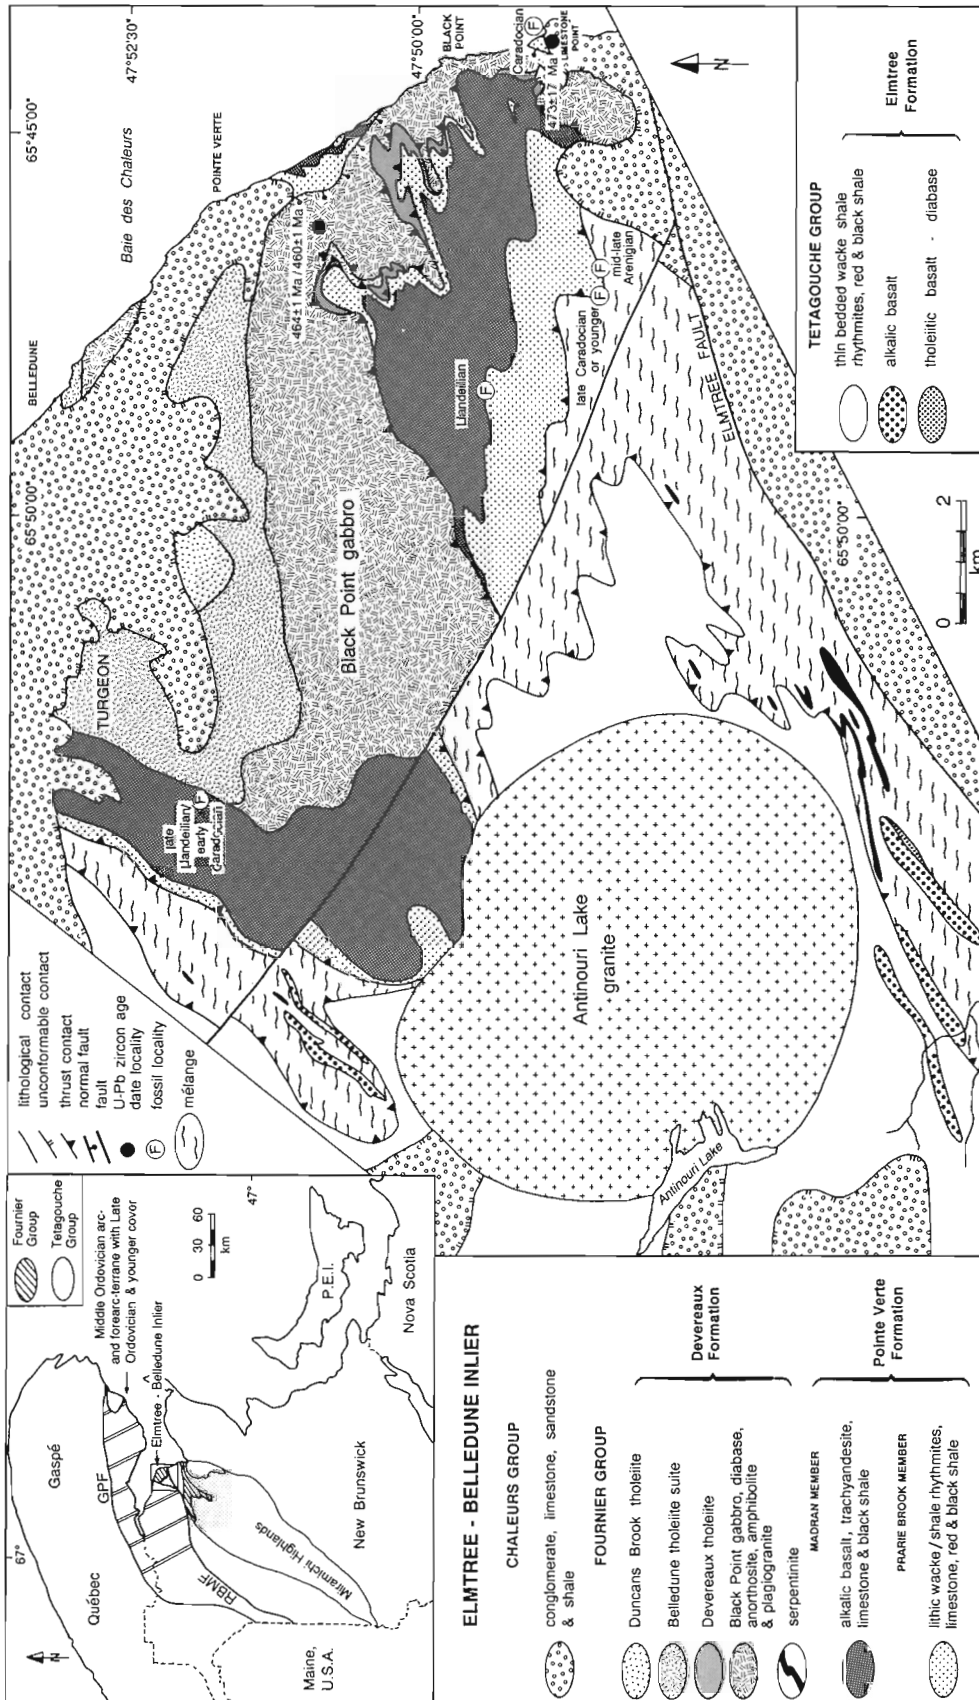 Fournier
Group
Tetagouche
Group
Middle Ordovician arc-
and forearc-terrane with Late
Ordovician & younger cover
Elmtree - Belledune Inlier
67°
47°
Gaspé
Québec
GPF
RBMF
Miramichi Highlands
New Brunswick
Maine,
U.S.A.
P.E.I.
Nova Scotia
N
0 30 60
km
lithological contact
unconformable contact
thrust contact
normal fault
fault
U-Pb zircon age
date locality
F fossil locality
mélange
ELMTREE - BELLEDUNE INLIER
CHALEURS GROUP
conglomerate, limestone, sandstone
& shale
FOURNIER GROUP
Duncans Brook tholeiite
Belledune tholeiite suite
Devereaux tholeiite
Black Point gabbro, diabase,
anorthosite, amphibolite
& plagiogranite
serpentinite
Devereaux
Formation
MADRAN MEMBER
alkalic basalt, trachyandesite,
limestone & black shale
PRAIRIE BROOK MEMBER
lithic wacke / shale rhythmites,
limestone, red & black shale
Pointe Verte
Formation
TETAGOUCHE GROUP
thin bedded wacke shale
rhythmites, red & black shale
alkalic basalt
tholeiitic basalt - diabase
Elmtree
Formation
65°50'00"
65°45'00"
47°52'30"
47°50'00"
BELLEDUNE
Baie des Chaleurs
POINTE VERTE
BLACK
POINT
LIMESTONE
POINT
TURGEON
Black Point gabbro
464±1 Ma / 460±1 Ma
Caradocian
F
473±17 Ma
late
Llandeilian/
early
Caradocian
F
Llandeilian
F
late Caradocian
or younger
F
F
mid-late
Arenigian
ELMTREE FAULT
Antinouri Lake
granite
Antinouri Lake
65°50'00"
N
0 2
km